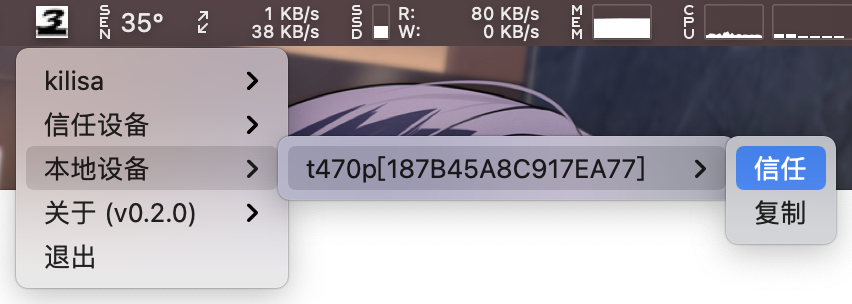 3
SEN 35° 1 KB/s 38 KB/s SSD R: 80 KB/s W: 0 KB/s MEM CPU
kilisa
信任设备
本地设备
t470p[187B45A8C917EA77]
信任
复制
关于 (v0.2.0)
退出